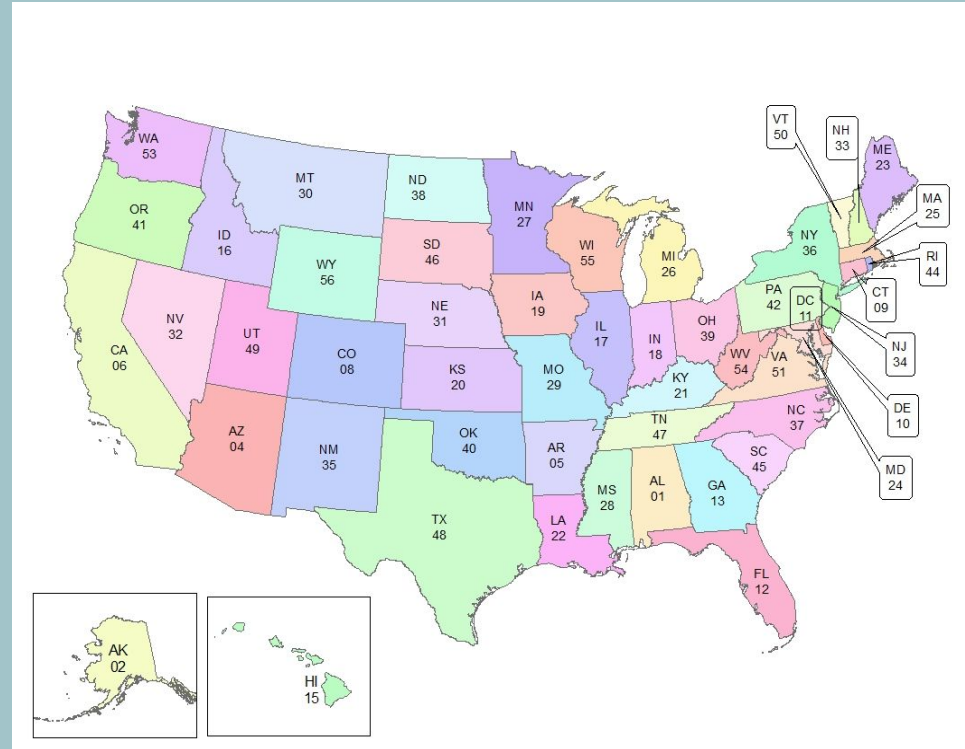 VT
50
NH
33
ME
23
WA
53
MT
30
ND
38
MN
27
OR
41
ID
16
SD
46
WI
55
MI
26
NY
36
MA
25
RI
44
WY
56
CT
09
PA
42
DC
11
NJ
34
NE
31
IA
19
NV
32
UT
49
IL
17
IN
18
OH
39
CA
06
CO
08
KS
20
MO
29
WV
54
VA
51
KY
21
DE
10
NC
37
TN
47
MD
24
AZ
04
NM
35
OK
40
AR
05
SC
45
MS
28
AL
01
GA
13
TX
48
LA
22
FL
12
AK
02
HI
15